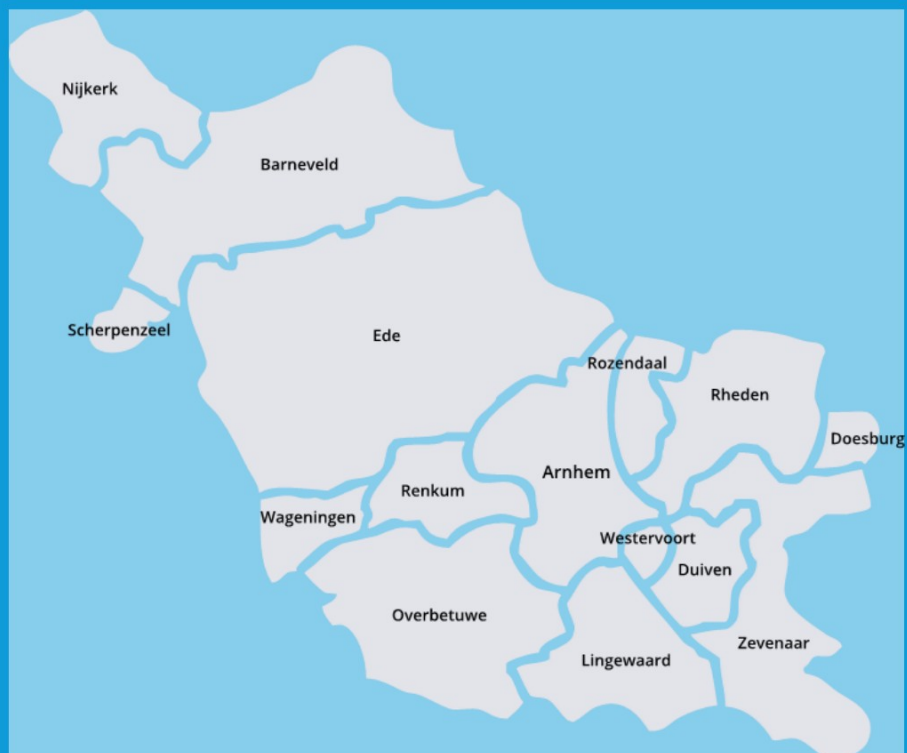 Nijkerk
Barneveld
Scherpenzeel
Ede
Rozendaal
Rheden
Doesburg
Arnhem
Renkum
Wageningen
Westervoort
Duiven
Overbetuwe
Zevenaar
Lingewaard